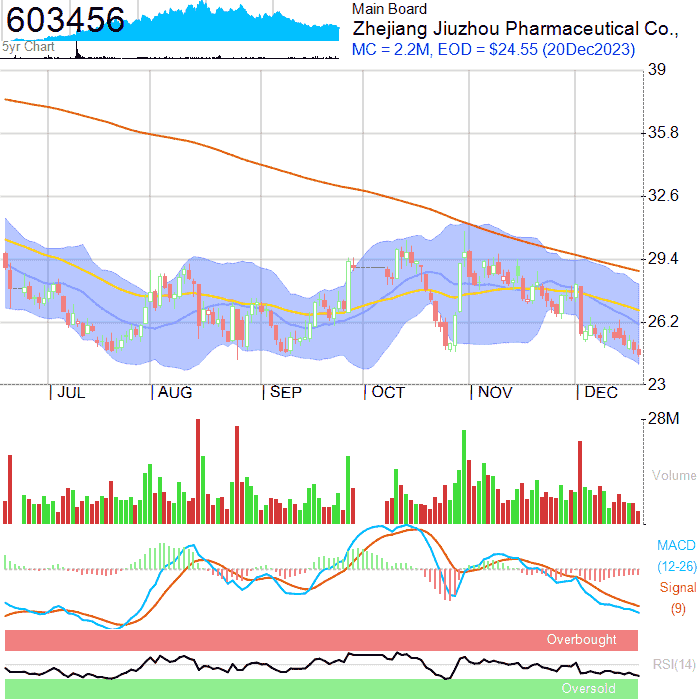 603456
5yr Chart
Main Board
Zhejiang Jiuzhou Pharmaceutical Co.,
MC = 2.2M, EOD = $24.55 (20Dec2023)
39
35.8
32.6
29.4
26.2
23
JUL
AUG
SEP
OCT
NOV
DEC
28M
Volume
MACD
(12-26)
Signal
(9)
Overbought
RSI(14)
Oversold